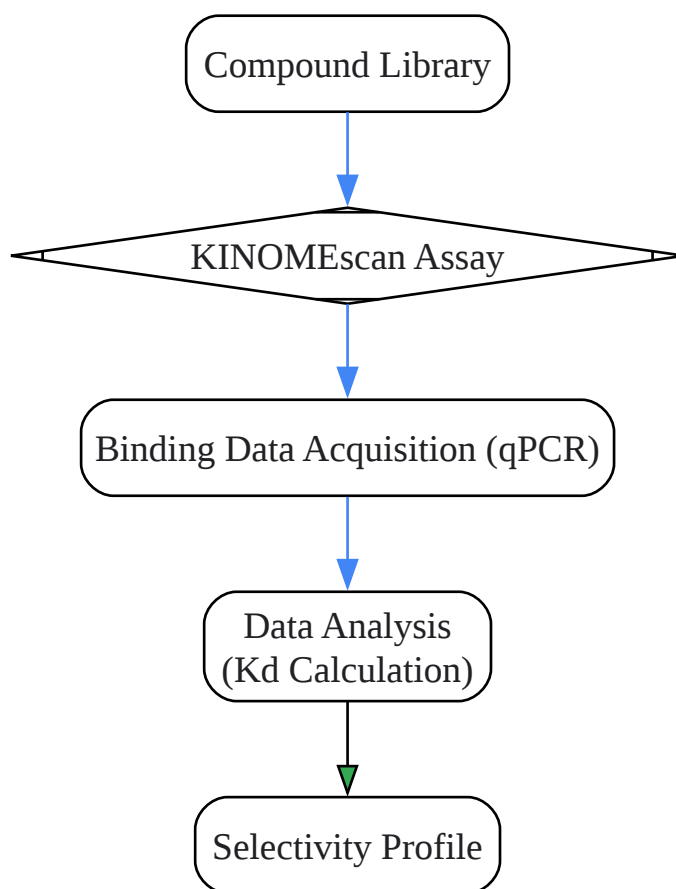 Compound Library
KINOMEscan Assay
Binding Data Acquisition (qPCR)
Data Analysis
(Kd Calculation)
Selectivity Profile